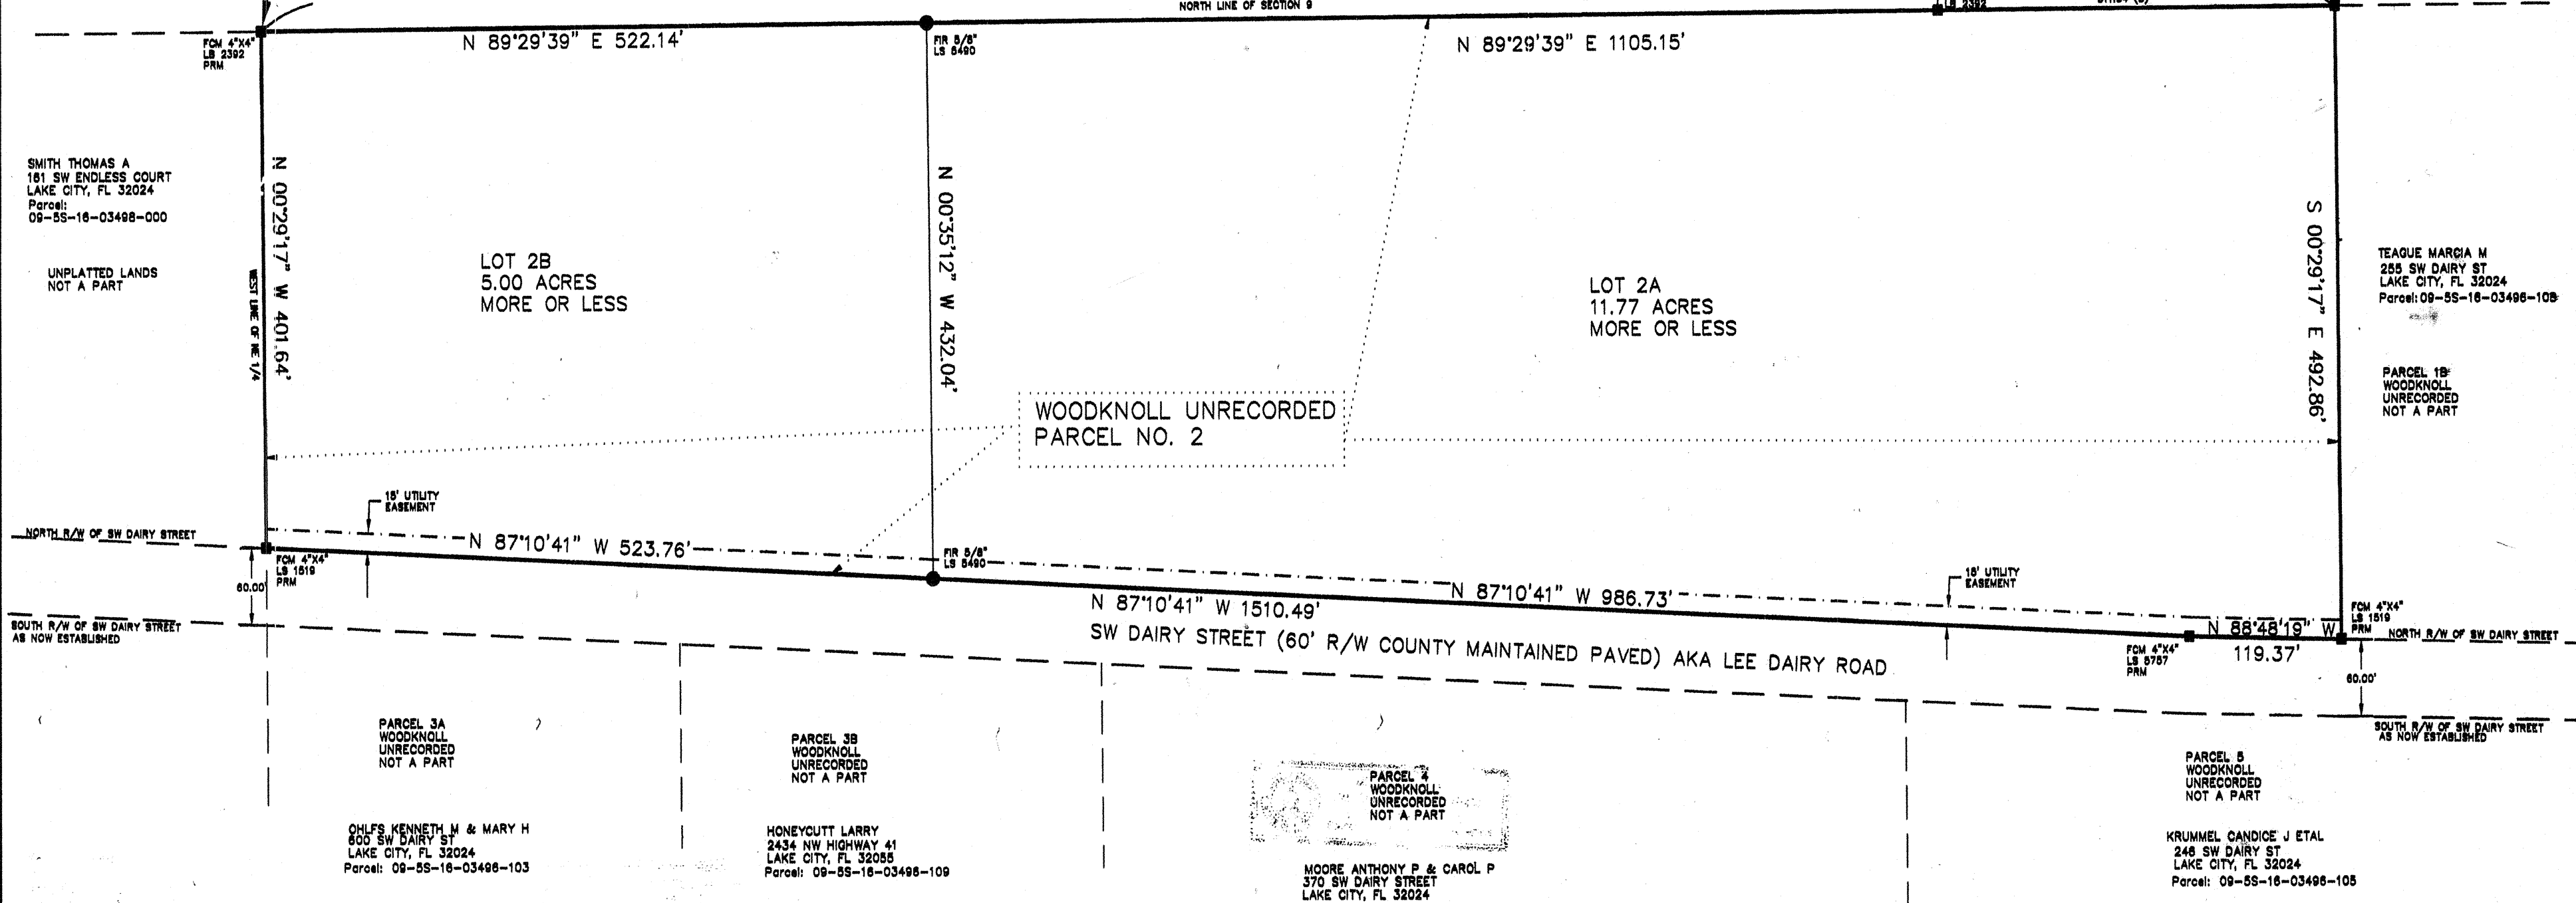 NORTH LINE OF SECTION 9
LB 2392
FCM 4"X4"
LB 2392
PRM
N 89°29'39" E 522.14'
FIR 5/8"
LS 5490
N 89°29'39" E 1105.15'
SMITH THOMAS A
161 SW ENDLESS COURT
LAKE CITY, FL 32024
Parcel:
09-5S-16-03498-000
UNPLATTED LANDS
NOT A PART
WEST LINE OF NE 1/4
N 00°29'17" W 401.64'
LOT 2B
5.00 ACRES
MORE OR LESS
N 00°35'12" W 432.04'
LOT 2A
11.77 ACRES
MORE OR LESS
S 00°29'17" E 492.86'
TEAGUE MARCIA M
255 SW DAIRY ST
LAKE CITY, FL 32024
Parcel: 09-5S-16-03496-108
PARCEL 1B
WOODKNOLL
UNRECORDED
NOT A PART
WOODKNOLL UNRECORDED
PARCEL NO. 2
15' UTILITY
EASEMENT
NORTH R/W OF SW DAIRY STREET
N 87°10'41" W 523.76'
FCM 4"X4"
LS 1519
PRM
60.00'
FIR 5/8"
LS 5490
N 87°10'41" W 986.73'
15' UTILITY
EASEMENT
SOUTH R/W OF SW DAIRY STREET
AS NOW ESTABLISHED
N 87°10'41" W 1510.49'
SW DAIRY STREET (60' R/W COUNTY MAINTAINED PAVED) AKA LEE DAIRY ROAD
FCM 4"X4"
LS 5757
PRM
N 88°48'19" W
119.37'
FCM 4"X4"
LS 1519
PRM
NORTH R/W OF SW DAIRY STREET
60.00'
SOUTH R/W OF SW DAIRY STREET
AS NOW ESTABLISHED
PARCEL 3A
WOODKNOLL
UNRECORDED
NOT A PART
OHLFS KENNETH M & MARY H
600 SW DAIRY ST
LAKE CITY, FL 32024
Parcel: 09-5S-16-03496-103
PARCEL 3B
WOODKNOLL
UNRECORDED
NOT A PART
HONEYCUTT LARRY
2434 NW HIGHWAY 41
LAKE CITY, FL 32055
Parcel: 09-5S-16-03496-109
PARCEL 4
WOODKNOLL
UNRECORDED
NOT A PART
MOORE ANTHONY P & CAROL P
370 SW DAIRY STREET
LAKE CITY, FL 32024
PARCEL 5
WOODKNOLL
UNRECORDED
NOT A PART
KRUMMEL CANDICE J ETAL
246 SW DAIRY ST
LAKE CITY, FL 32024
Parcel: 09-5S-16-03496-105